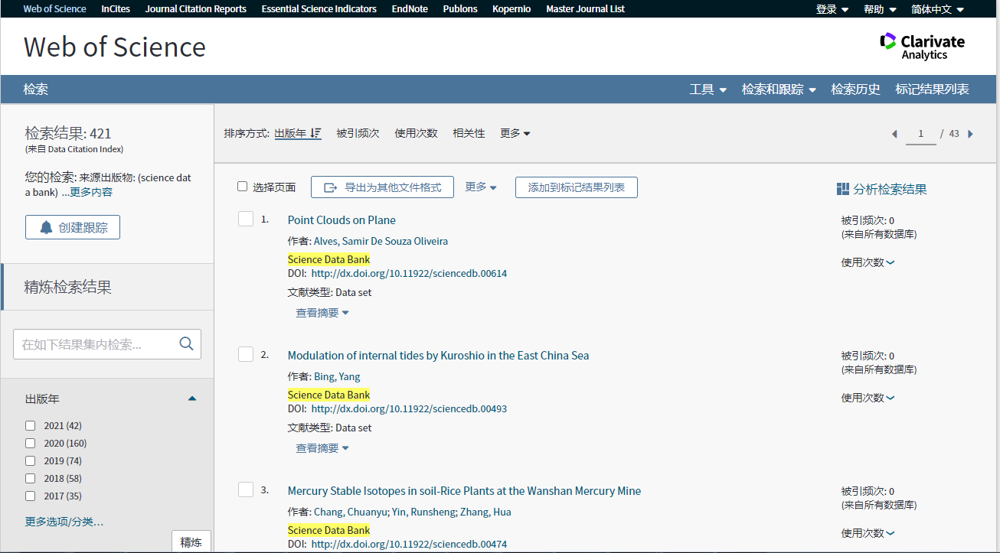 Web of Science InCites Journal Citation Reports Essential Science Indicators EndNote Publons Kopernio Master Journal List 登录 帮助 简体中文
Web of Science
Clarivate
Analytics
检索 工具 检索和跟踪 检索历史 标记结果列表
检索结果: 421
(来自 Data Citation Index)
您的检索: 来源出版物: (science dat
a bank) ...更多内容
创建跟踪
精炼检索结果
在如下结果集内检索...
出版年
2021 (42)
2020 (160)
2019 (74)
2018 (58)
2017 (35)
更多选项/分类...
精炼
排序方式: 出版年 被引频次 使用次数 相关性 更多
1 / 43
选择页面 导出为其他文件格式 更多 添加到标记结果列表
分析检索结果
1. Point Clouds on Plane
作者: Alves, Samir De Souza Oliveira
Science Data Bank
DOI: http://dx.doi.org/10.11922/sciencedb.00614
文献类型: Data set
查看摘要
被引频次: 0
(来自所有数据库)
使用次数
2. Modulation of internal tides by Kuroshio in the East China Sea
作者: Bing, Yang
Science Data Bank
DOI: http://dx.doi.org/10.11922/sciencedb.00493
文献类型: Data set
查看摘要
被引频次: 0
(来自所有数据库)
使用次数
3. Mercury Stable Isotopes in soil-Rice Plants at the Wanshan Mercury Mine
作者: Chang, Chuanyu; Yin, Runsheng; Zhang, Hua
Science Data Bank
DOI: http://dx.doi.org/10.11922/sciencedb.00474
被引频次: 0
(来自所有数据库)
使用次数